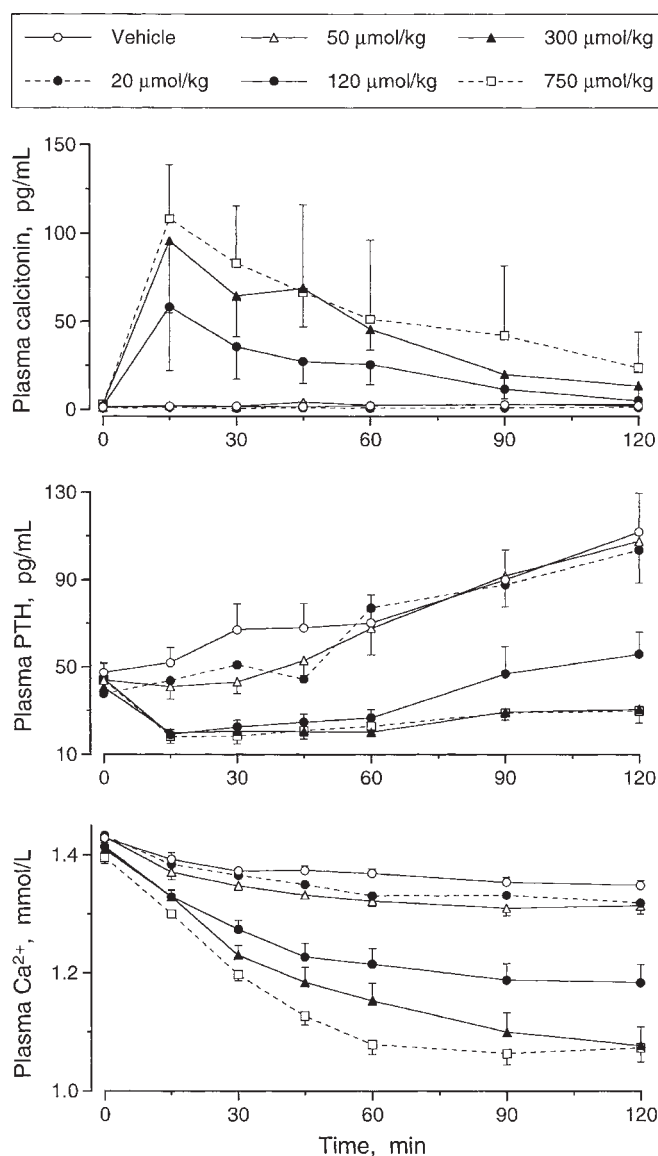 Vehicle 50 μmol/kg 300 μmol/kg
20 μmol/kg 120 μmol/kg 750 μmol/kg
Plasma calcitonin, pg/mL
150
100
50
0
0 30 60 90 120
Plasma PTH, pg/mL
130
90
50
10
0 30 60 90 120
Plasma Ca²⁺, mmol/L
1.4
1.2
1.0
0 30 60 90 120
Time, min